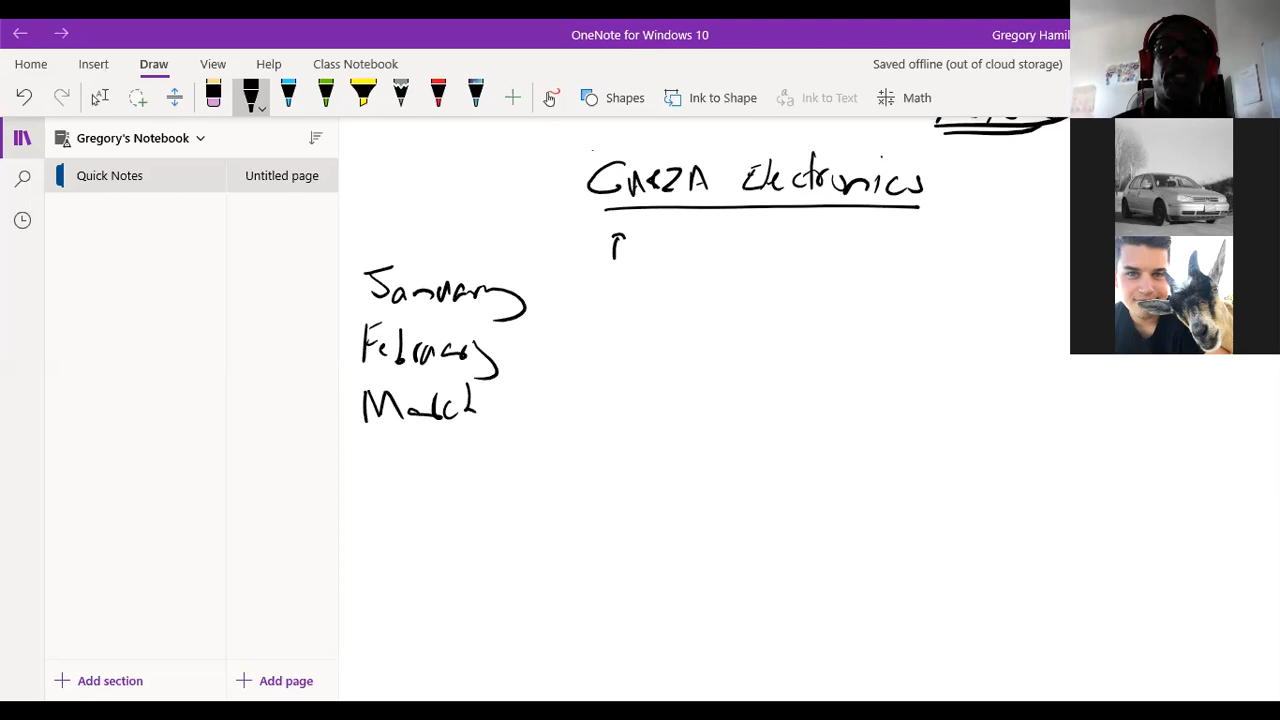 OneNote for Windows 10
Gregory Hamil
Home Insert Draw View Help Class Notebook
Saved offline (out of cloud storage)
Shapes Ink to Shape Ink to Text Math
Gregory's Notebook
Quick Notes Untitled page
Electronics
January
February
March
Add section Add page